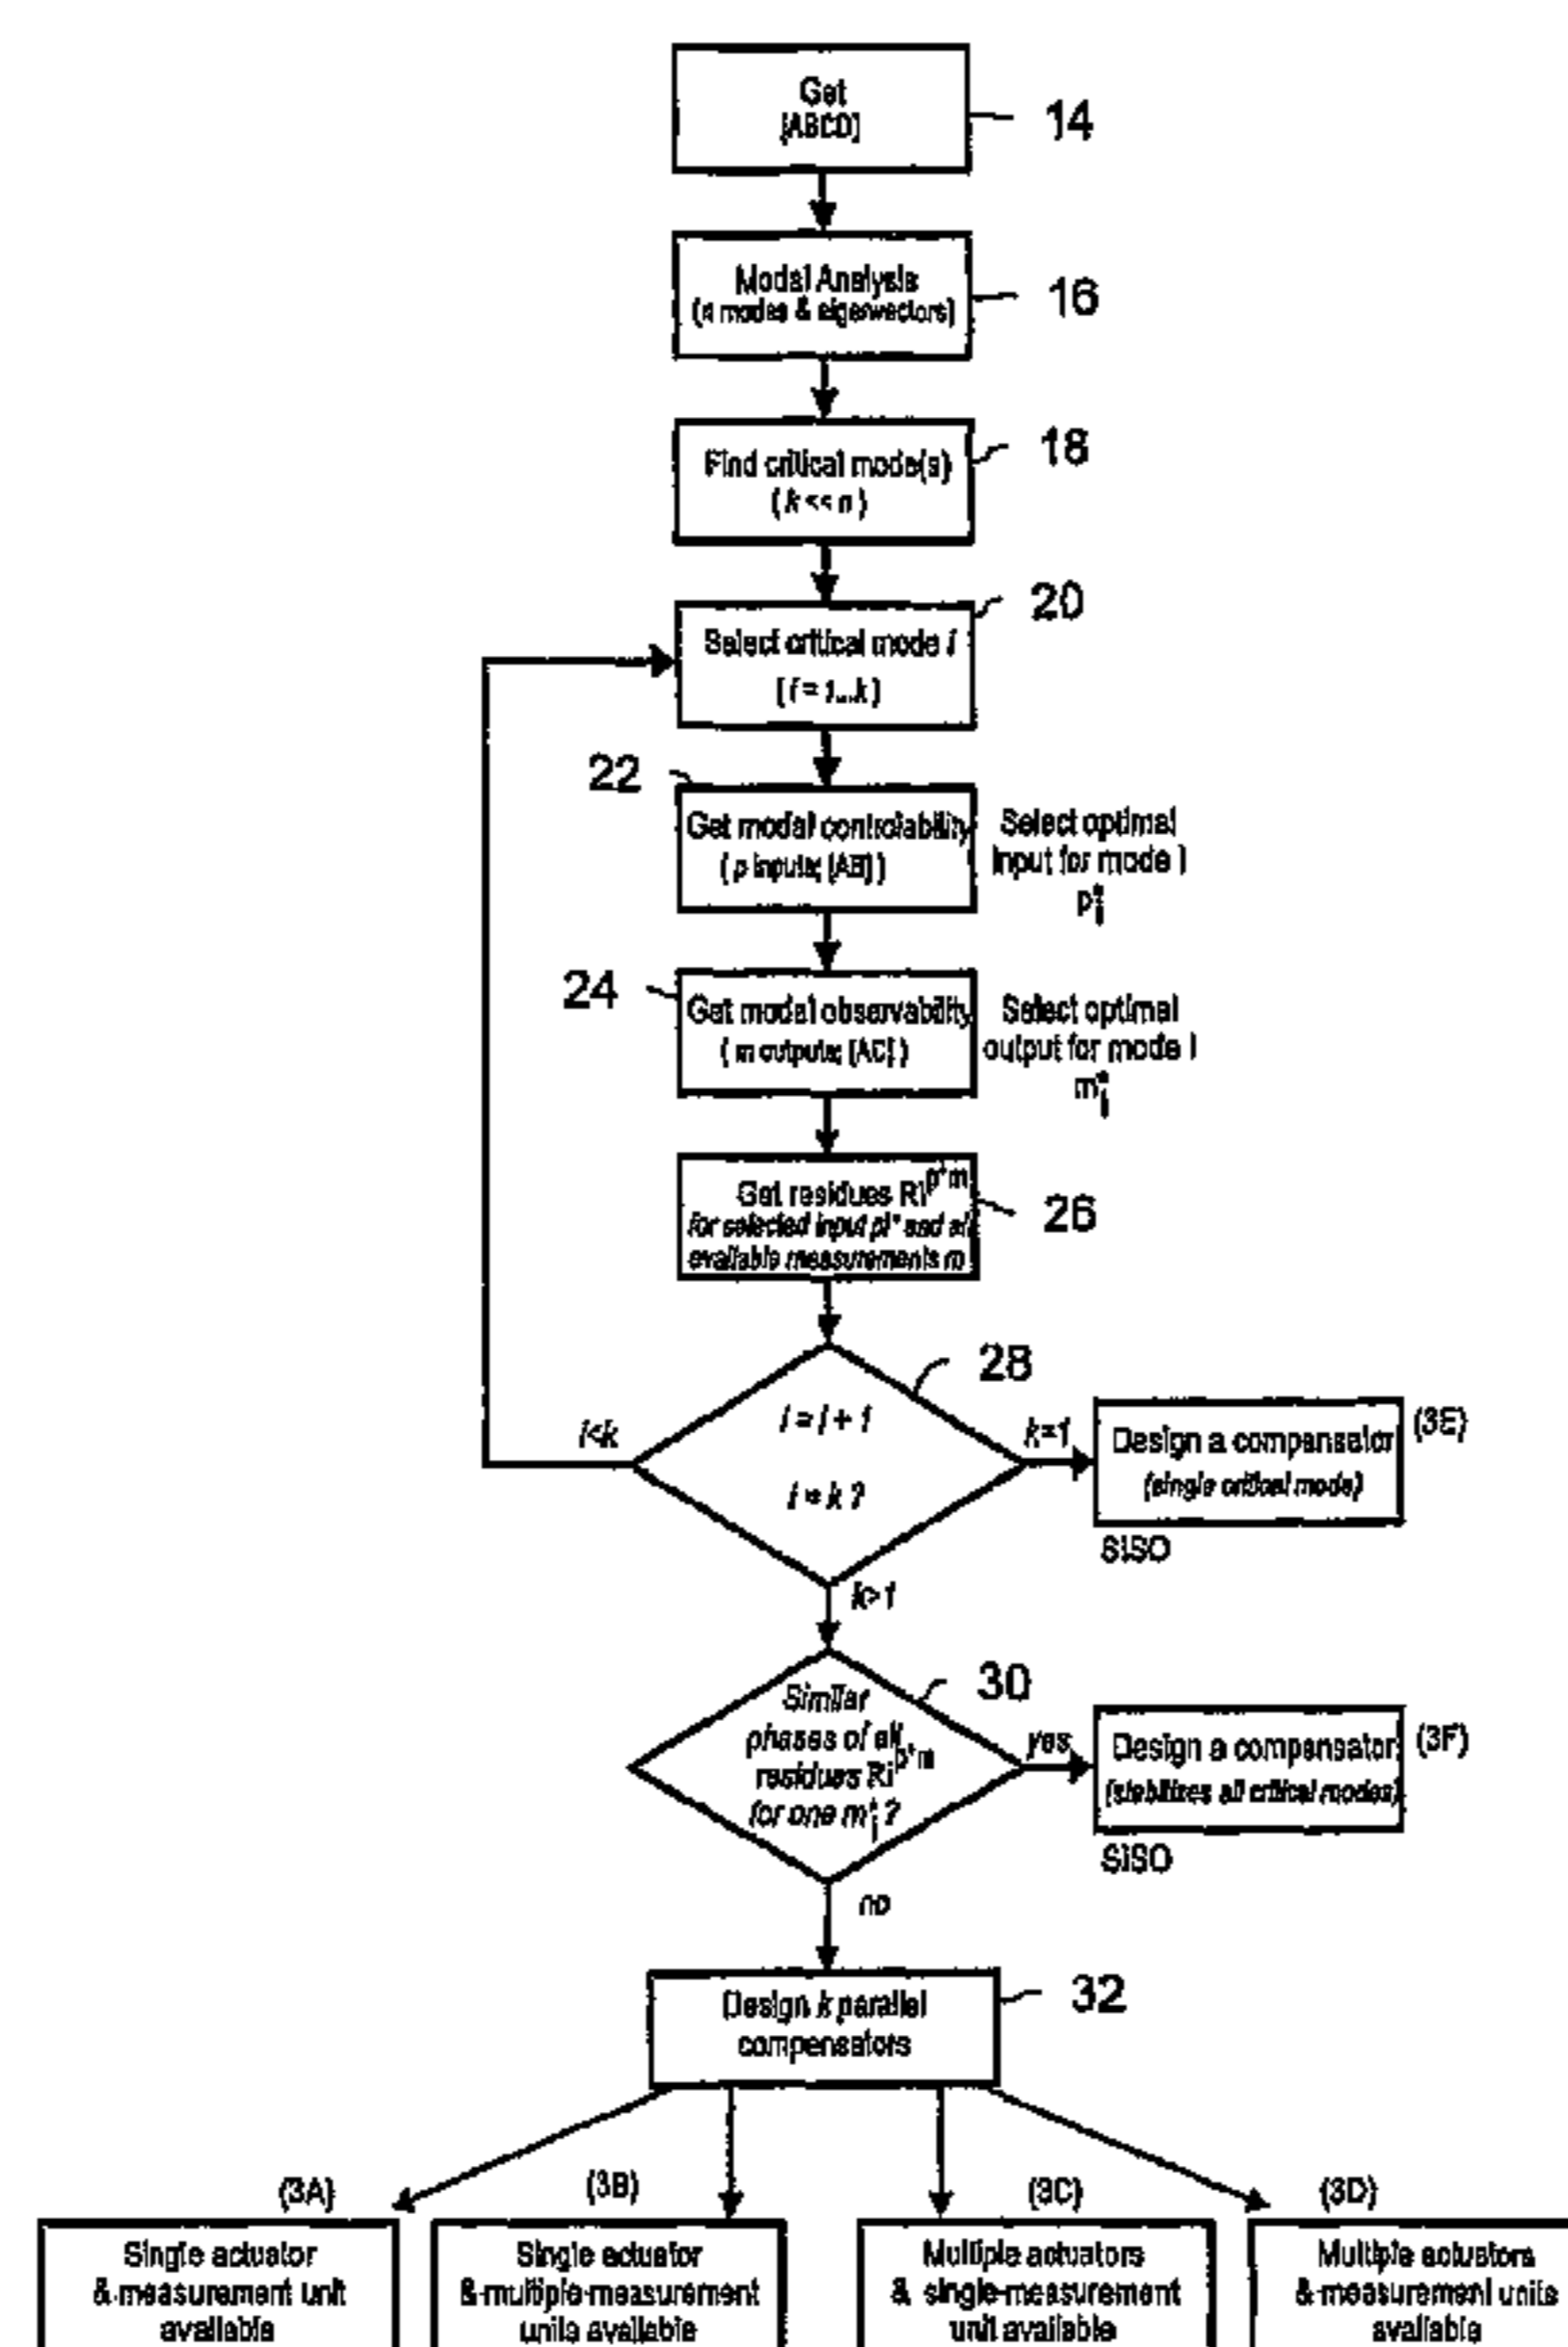 Get
[ABCD]
14
Modal Analysis
(n modes & eigenvectors)
16
Find critical mode(s)
( k << n )
18
20
Select critical mode i
( i = 1...k )
22
Get modal controlability
( p inputs; [AB] )
Select optimal
input for mode i
p*i
24
Get modal observability
( m outputs; [AC] )
Select optimal
output for mode i
m*i
Get residues Ri p*m
for selected input pi* and all
available measurements m
26
28
i = i + 1
i = k ?
i<k
k=1
Design a compensator
(single critical mode)
(3E)
SISO
k>1
30
Similar
phases of all
residues Ri p*m
for one m*i ?
yes
Design a compensator
(stabilizes all critical modes)
(3F)
SISO
no
Design k parallel
compensators
32
(3A)
(3B)
(3C)
(3D)
Single actuator
& measurement unit
available
Single actuator
& multiple-measurement
units available
Multiple actuators
& single-measurement
unit available
Multiple actuators
& measurement units
available